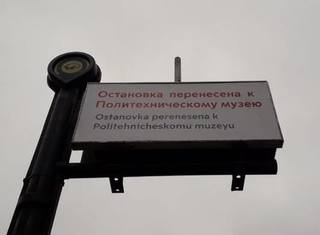 Остановка перенесена к
Политехническому музею
Ostanovka perenesena k
Politehnicheskomu muzeyu